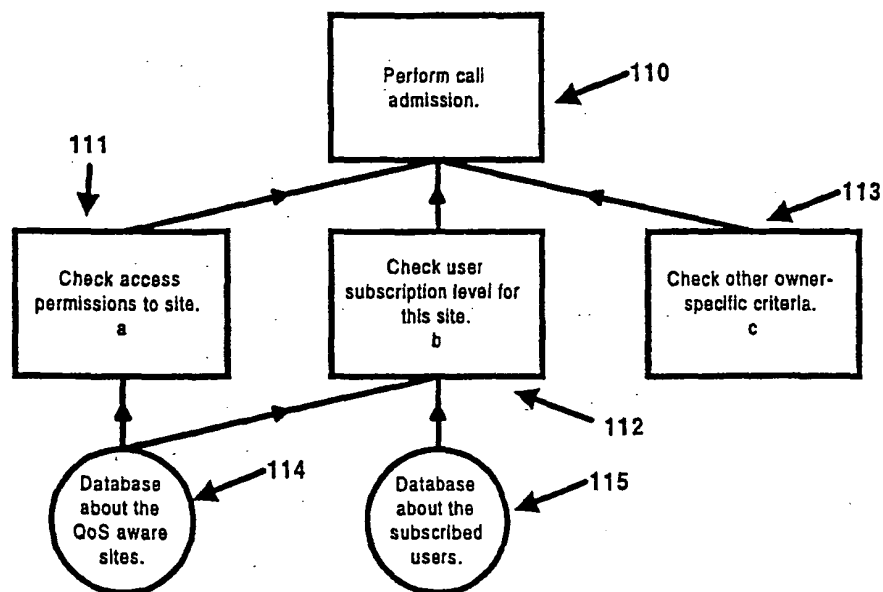 Perform call
admission.
110
111
113
Check access
permissions to site.
a
Check user
subscription level for
this site.
b
Check other owner-
specific criteria.
c
112
114
115
Database
about the
QoS aware
sites.
Database
about the
subscribed
users.